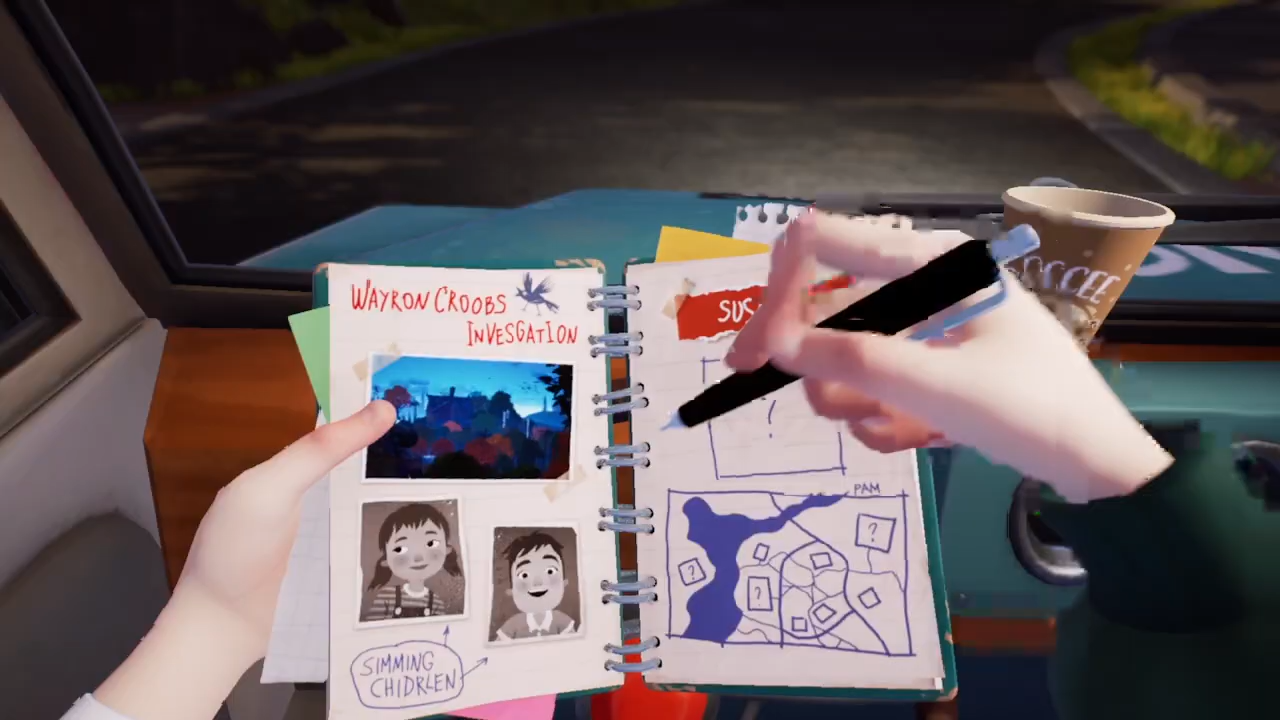 WAYRON CROOBS
INVESGATION
SIMMING
CHIDRLEN
SUS
?
PAM
?
?
?